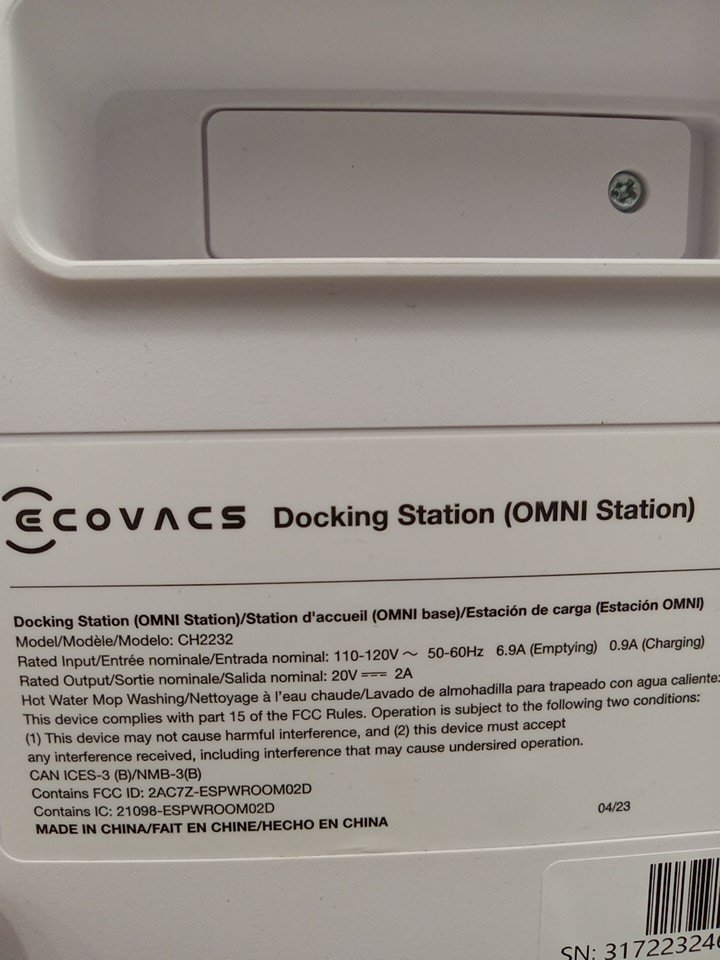 ECOVACS Docking Station (OMNI Station)
Docking Station (OMNI Station)/Station d'accueil (OMNI base)/Estación de carga (Estación OMNI)
Model/Modèle/Modelo: CH2232
Rated Input/Entrée nominale/Entrada nominal: 110-120V ~ 50-60Hz 6.9A (Emptying) 0.9A (Charging)
Rated Output/Sortie nominale/Salida nominal: 20V ⎓ 2A
Hot Water Mop Washing/Nettoyage à l'eau chaude/Lavado de almohadilla para trapeado con agua caliente:
This device complies with part 15 of the FCC Rules. Operation is subject to the following two conditions:
(1) This device may not cause harmful interference, and (2) this device must accept
any interference received, including interference that may cause undersired operation.
CAN ICES-3 (B)/NMB-3(B)
Contains FCC ID: 2AC7Z-ESPWROOM02D
Contains IC: 21098-ESPWROOM02D
04/23
MADE IN CHINA/FAIT EN CHINE/HECHO EN CHINA
SN: 317223246